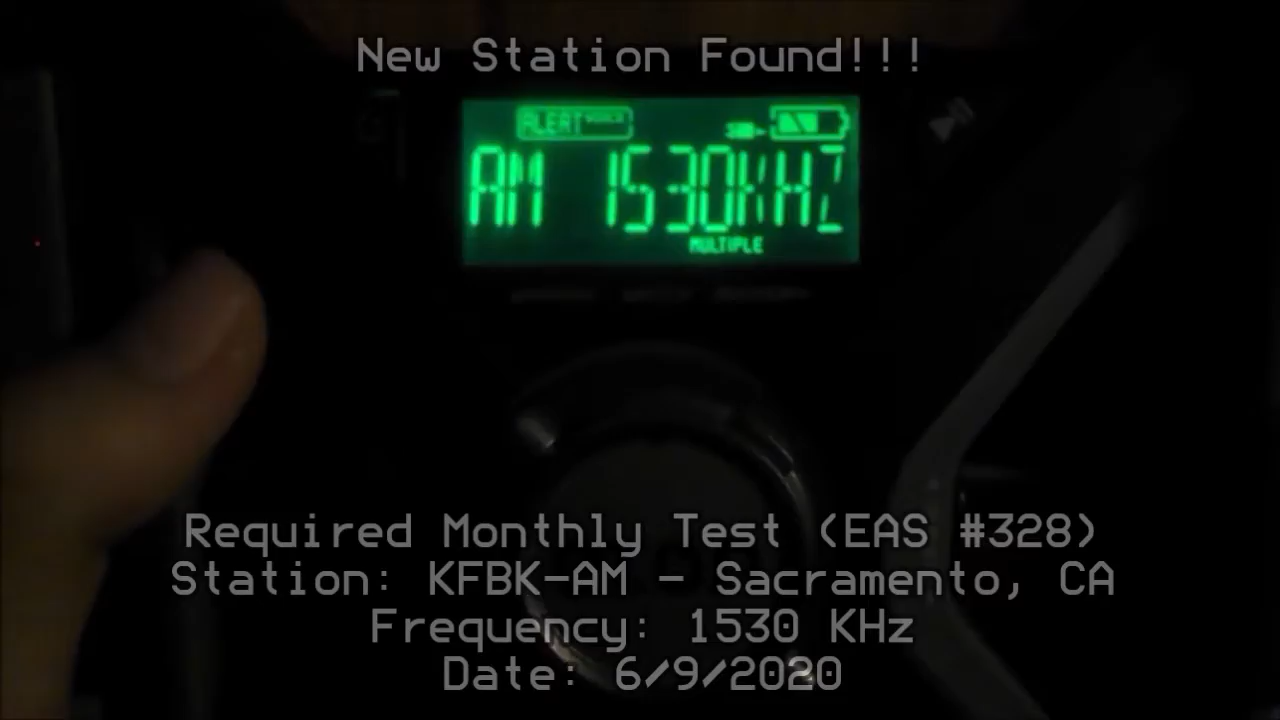 New Station Found!!!
ALERT
AM 1530KHZ
MULTIPLE
Required Monthly Test (EAS #328)
Station: KFBK-AM - Sacramento, CA
Frequency: 1530 KHz
Date: 6/9/2020